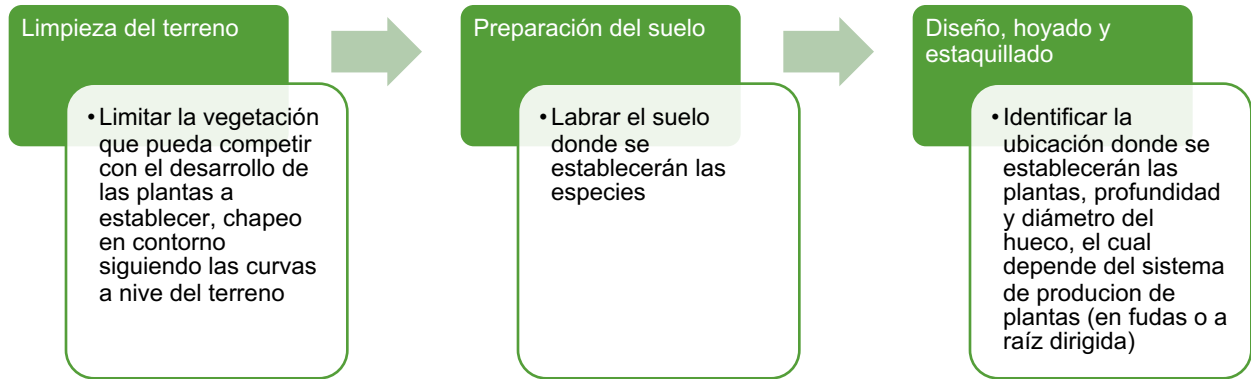 Limpieza del terreno
• Limitar la vegetación
que pueda competir
con el desarrollo de
las plantas a
establecer, chapeo
en contorno
siguiendo las curvas
a nive del terreno
Preparación del suelo
• Labrar el suelo
donde se
establecerán las
especies
Diseño, hoyado y
estaquillado
• Identificar la
ubicación donde se
establecerán las
plantas, profundidad
y diámetro del
hueco, el cual
depende del sistema
de producion de
plantas (en fudas o a
raíz dirigida)